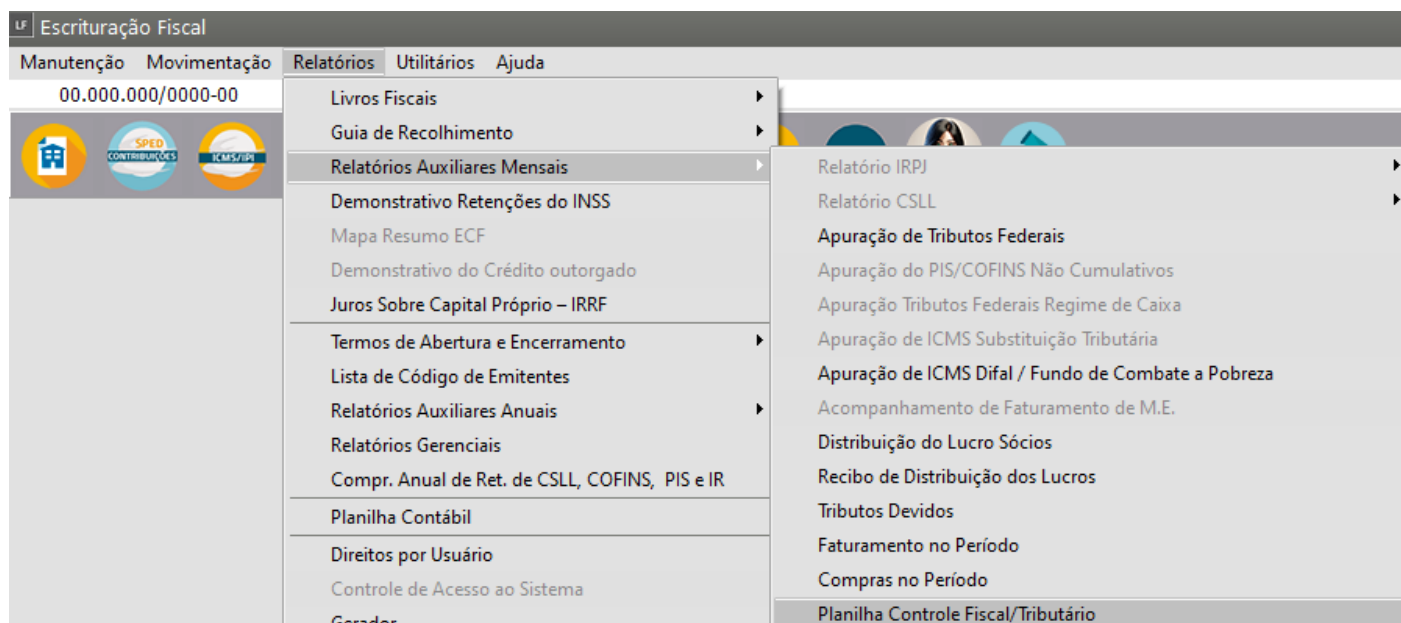 LF Escrituração Fiscal
Manutenção Movimentação Relatórios Utilitários Ajuda
00.000.000/0000-00
SPED
CONTRIBUIÇÕES
ICMS/IPI
Livros Fiscais
Guia de Recolhimento
Relatórios Auxiliares Mensais
Demonstrativo Retenções do INSS
Mapa Resumo ECF
Demonstrativo do Crédito outorgado
Juros Sobre Capital Próprio – IRRF
Termos de Abertura e Encerramento
Lista de Código de Emitentes
Relatórios Auxiliares Anuais
Relatórios Gerenciais
Compr. Anual de Ret. de CSLL, COFINS, PIS e IR
Planilha Contábil
Direitos por Usuário
Controle de Acesso ao Sistema
Gerador
Relatório IRPJ
Relatório CSLL
Apuração de Tributos Federais
Apuração do PIS/COFINS Não Cumulativos
Apuração Tributos Federais Regime de Caixa
Apuração de ICMS Substituição Tributária
Apuração de ICMS Difal / Fundo de Combate a Pobreza
Acompanhamento de Faturamento de M.E.
Distribuição do Lucro Sócios
Recibo de Distribuição dos Lucros
Tributos Devidos
Faturamento no Período
Compras no Período
Planilha Controle Fiscal/Tributário